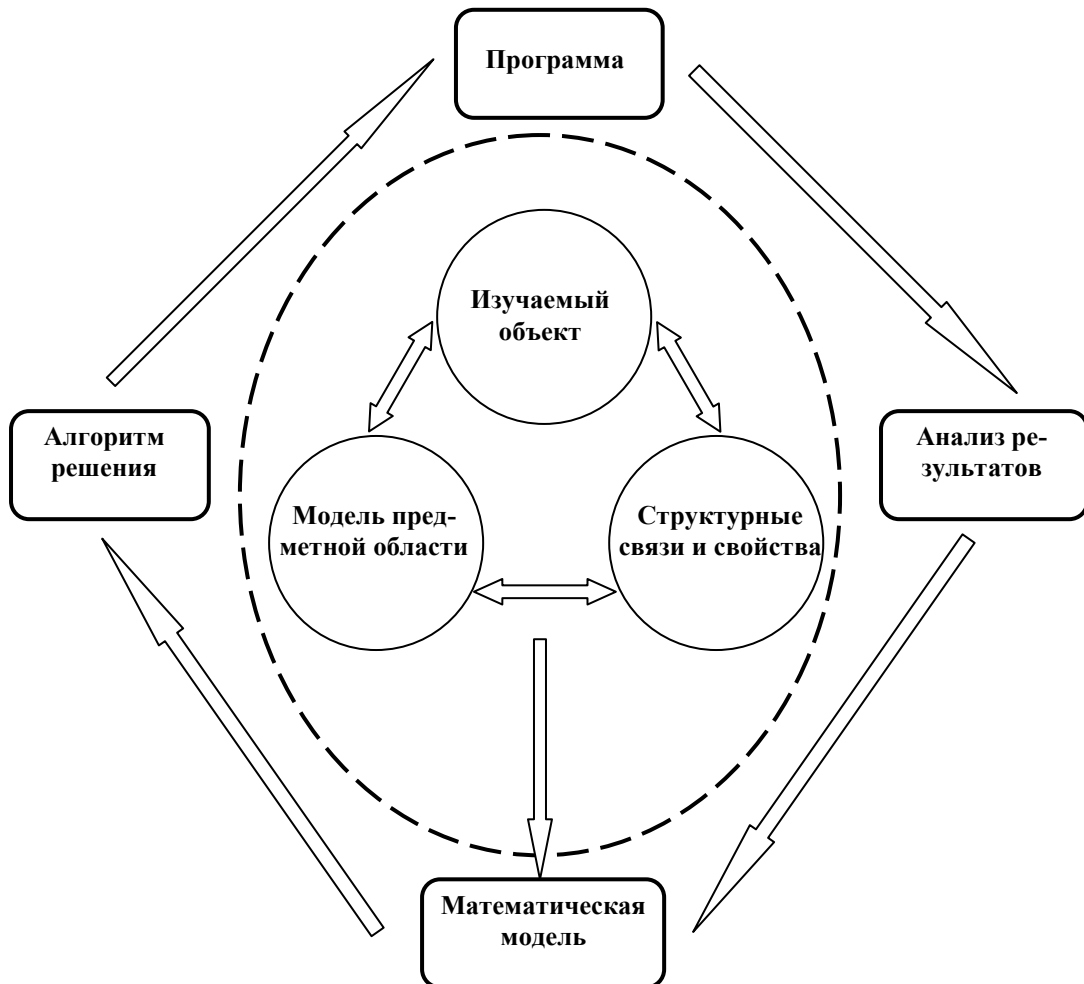 Программа
Изучаемый
объект
Алгоритм
решения
Анализ ре-
зультатов
Модель пред-
метной области
Структурные
связи и свойства
Математическая
модель